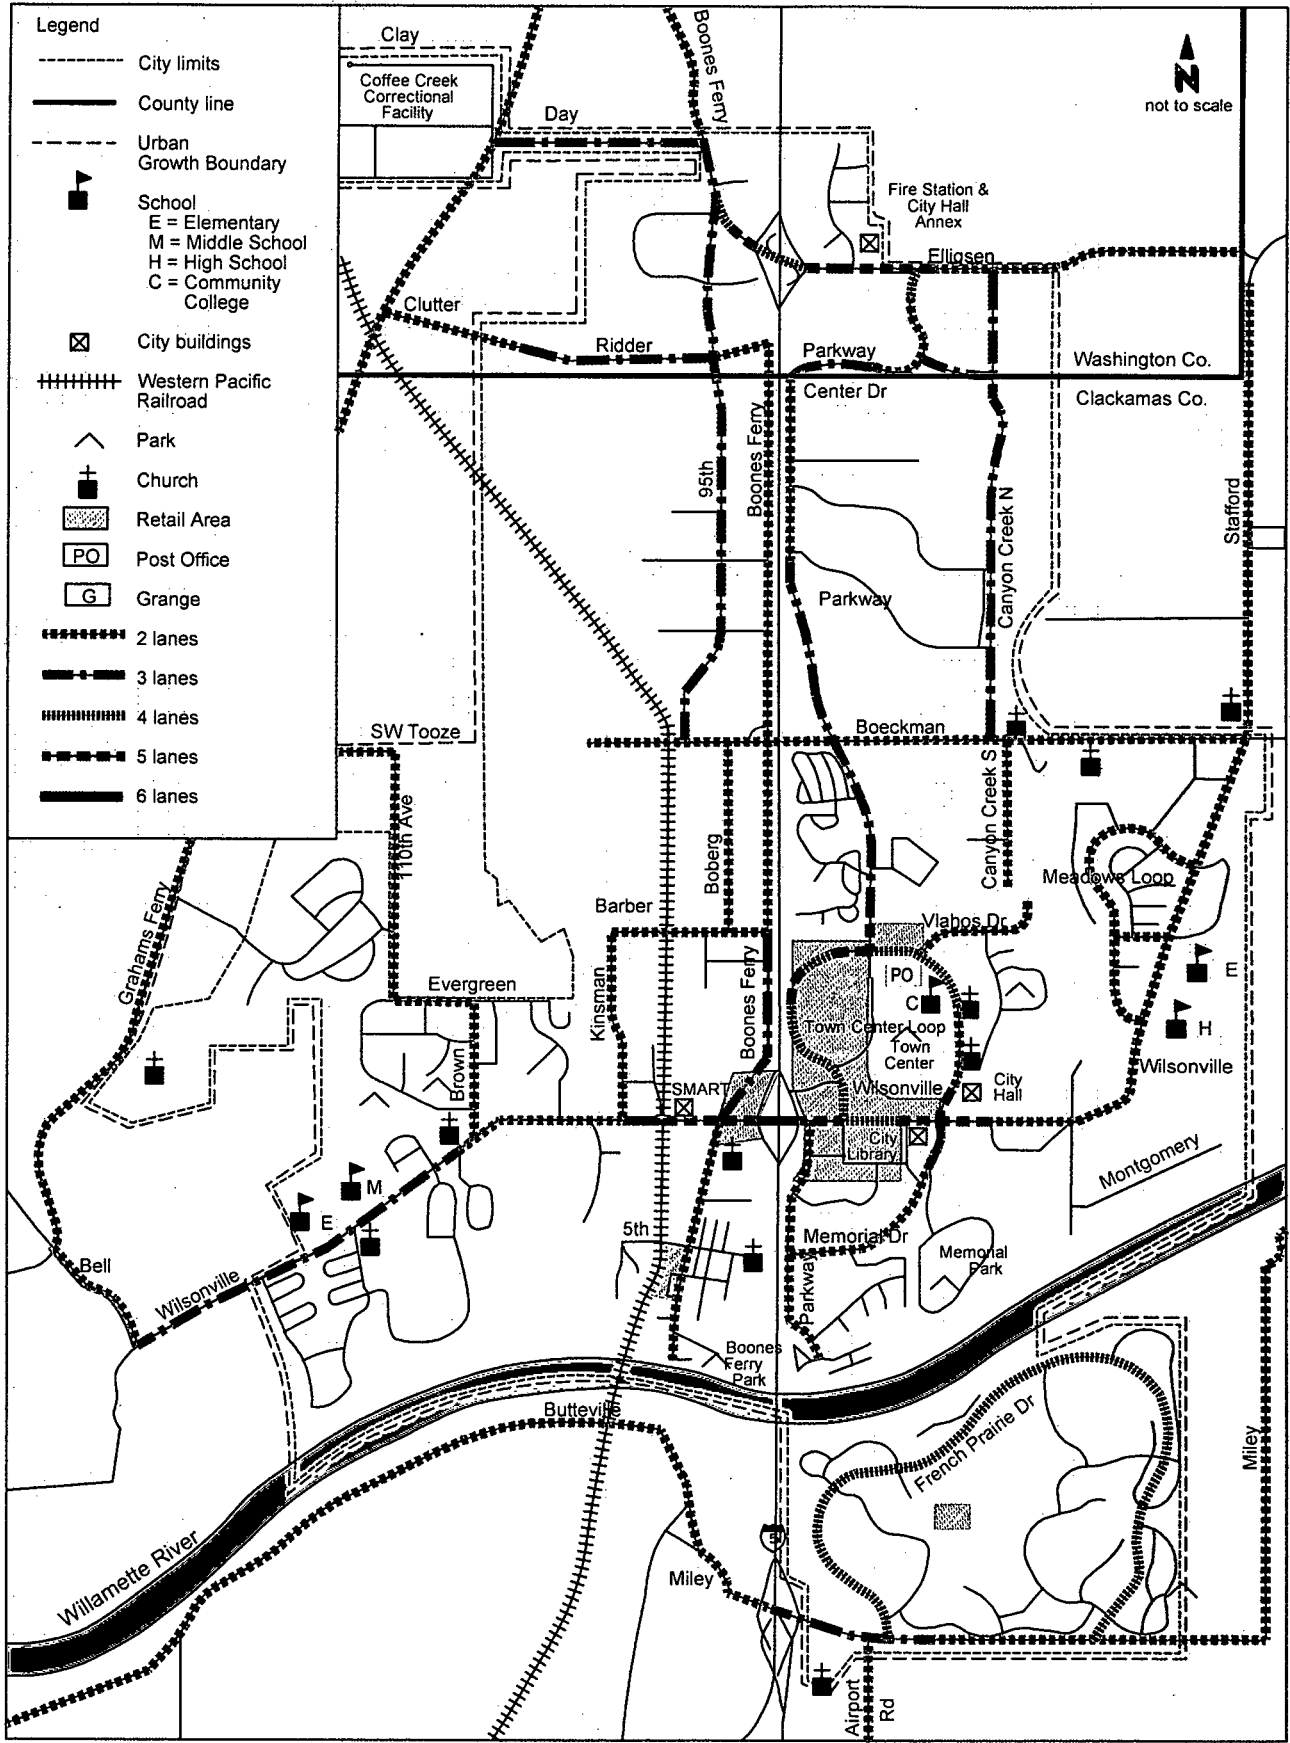 Legend
City limits
County line
Urban
Growth Boundary
School
E = Elementary
M = Middle School
H = High School
C = Community
College
City buildings
Western Pacific
Railroad
Park
Church
Retail Area
PO
Post Office
G
Grange
2 lanes
3 lanes
4 lanes
5 lanes
6 lanes
Clay
Coffee Creek
Correctional
Facility
Day
Boones Ferry
N
not to scale
Fire Station &
City Hall
Annex
Elligsen
Clutter
Ridder
Parkway
Center Dr
Washington Co.
Clackamas Co.
95th
Boones Ferry
Canyon Creek N
Stafford
Parkway
SW Tooze
Boeckman
110th Ave
Boberg
Canyon Creek S
Meadows Loop
Barber
Vlahos Dr
Grahams Ferry
Evergreen
Kinsman
Boones Ferry
PO
C
E
H
Town Center Loop
Town
Center
Brown
SMART
Wilsonville
City
Hall
Wilsonville
City
Library
Montgomery
M
E
5th
Memorial Dr
Memorial
Park
Bell
Wilsonville
Parkway
Boones
Ferry
Park
Butteville
French Prairie Dr
Miley
Willamette River
5
Miley
Airport
Rd